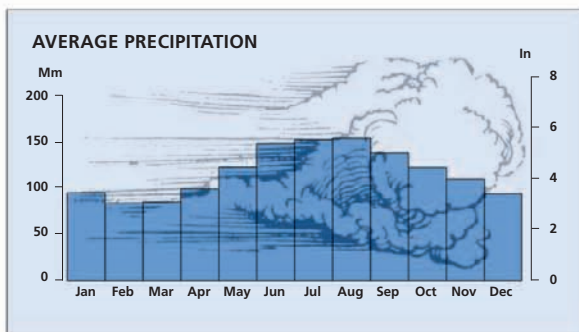 AVERAGE PRECIPITATION
Mm
In
200
150
100
50
0
8
6
4
2
0
Jan Feb Mar Apr May Jun Jul Aug Sep Oct Nov Dec